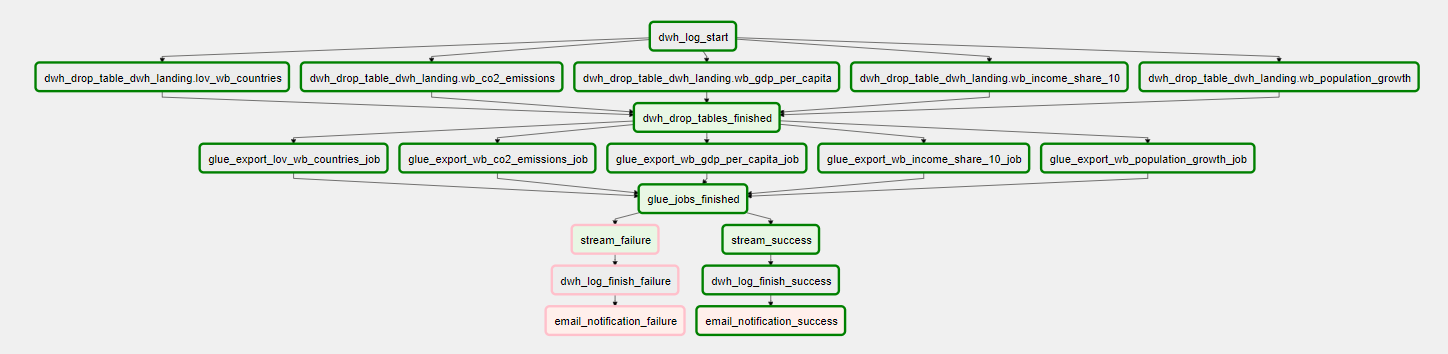 dwh_log_start
dwh_drop_table_dwh_landing.lov_wb_countries
dwh_drop_table_dwh_landing.wb_co2_emissions
dwh_drop_table_dwh_landing.wb_gdp_per_capita
dwh_drop_table_dwh_landing.wb_income_share_10
dwh_drop_table_dwh_landing.wb_population_growth
dwh_drop_tables_finished
glue_export_lov_wb_countries_job
glue_export_wb_co2_emissions_job
glue_export_wb_gdp_per_capita_job
glue_export_wb_income_share_10_job
glue_export_wb_population_growth_job
glue_jobs_finished
stream_failure
stream_success
dwh_log_finish_failure
dwh_log_finish_success
email_notification_failure
email_notification_success